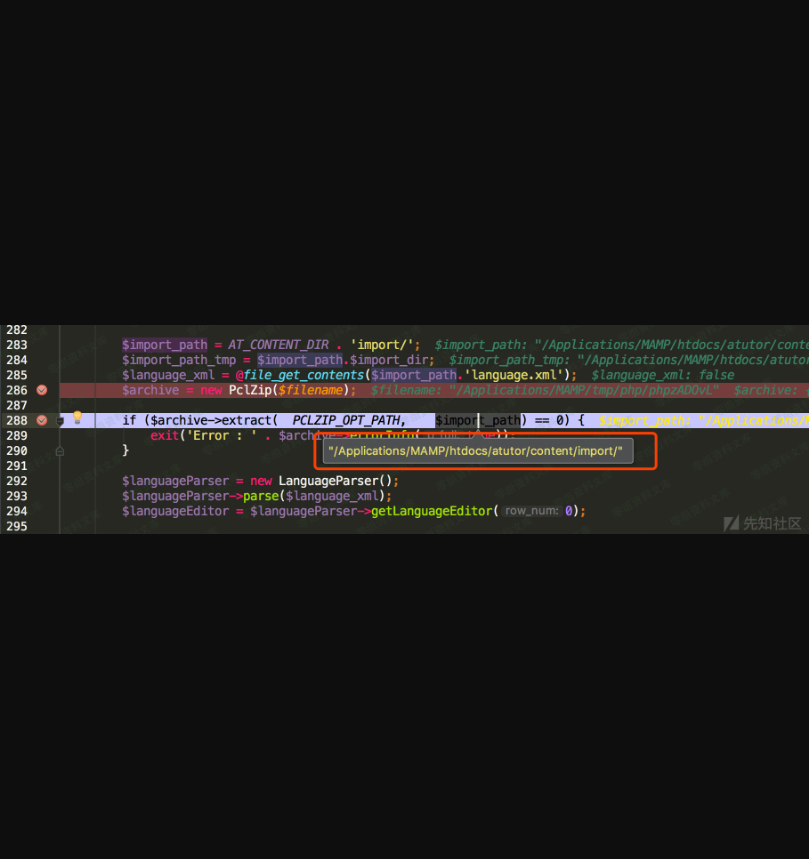 282
283 $import_path = AT_CONTENT_DIR . 'import/'; $import_path: "/Applications/MAMP/htdocs/atutor/conte
284 $import_path_tmp = $import_path.$import_dir; $import_path_tmp: "/Applications/MAMP/htdocs/atutor
285 $language_xml = @file_get_contents($import_path.'language.xml'); $language_xml: false
286 $archive = new PclZip($filename); $filename: "/Applications/MAMP/tmp/php/phpzADOvL" $archive:
287
288 if ($archive->extract( PCLZIP_OPT_PATH, $import_path) == 0) { $import_path: "/Applications/M
289 exit('Error : ' . $archive->errorInfo(
290 }
"/Applications/MAMP/htdocs/atutor/content/import/"
291
292 $languageParser = new LanguageParser();
293 $languageParser->parse($language_xml);
294 $languageEditor = $languageParser->getLanguageEditor( row_num: 0);
295
先知社区